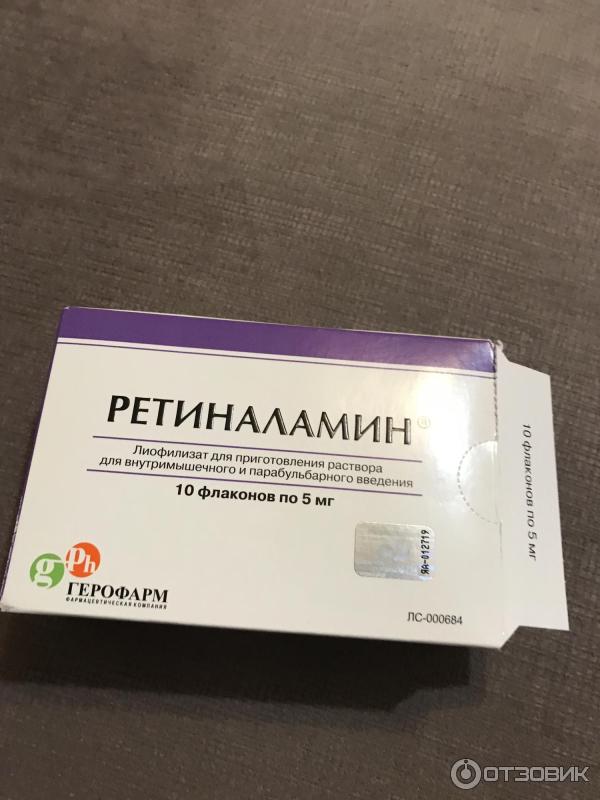 РЕТИНАЛАМИН®
Лиофилизат для приготовления раствора
для внутримышечного и парабульбарного введения
10 флаконов по 5 мг
10 флаконов по 5 мг
ЯА-012719
gPh
ГЕРОФАРМ
ФАРМАЦЕВТИЧЕСКАЯ КОМПАНИЯ
ЛС-000684
ОТЗОВИК